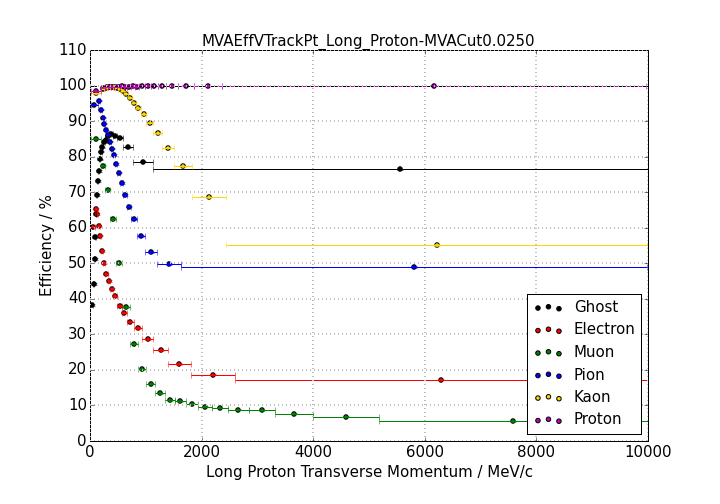 MVAEffVTrackPt_Long_Proton-MVACut0.0250
110
100
90
80
70
60
50
40
30
20
10
0
Efficiency / %
0 2000 4000 6000 8000 10000
Long Proton Transverse Momentum / MeV/c
Ghost
Electron
Muon
Pion
Kaon
Proton